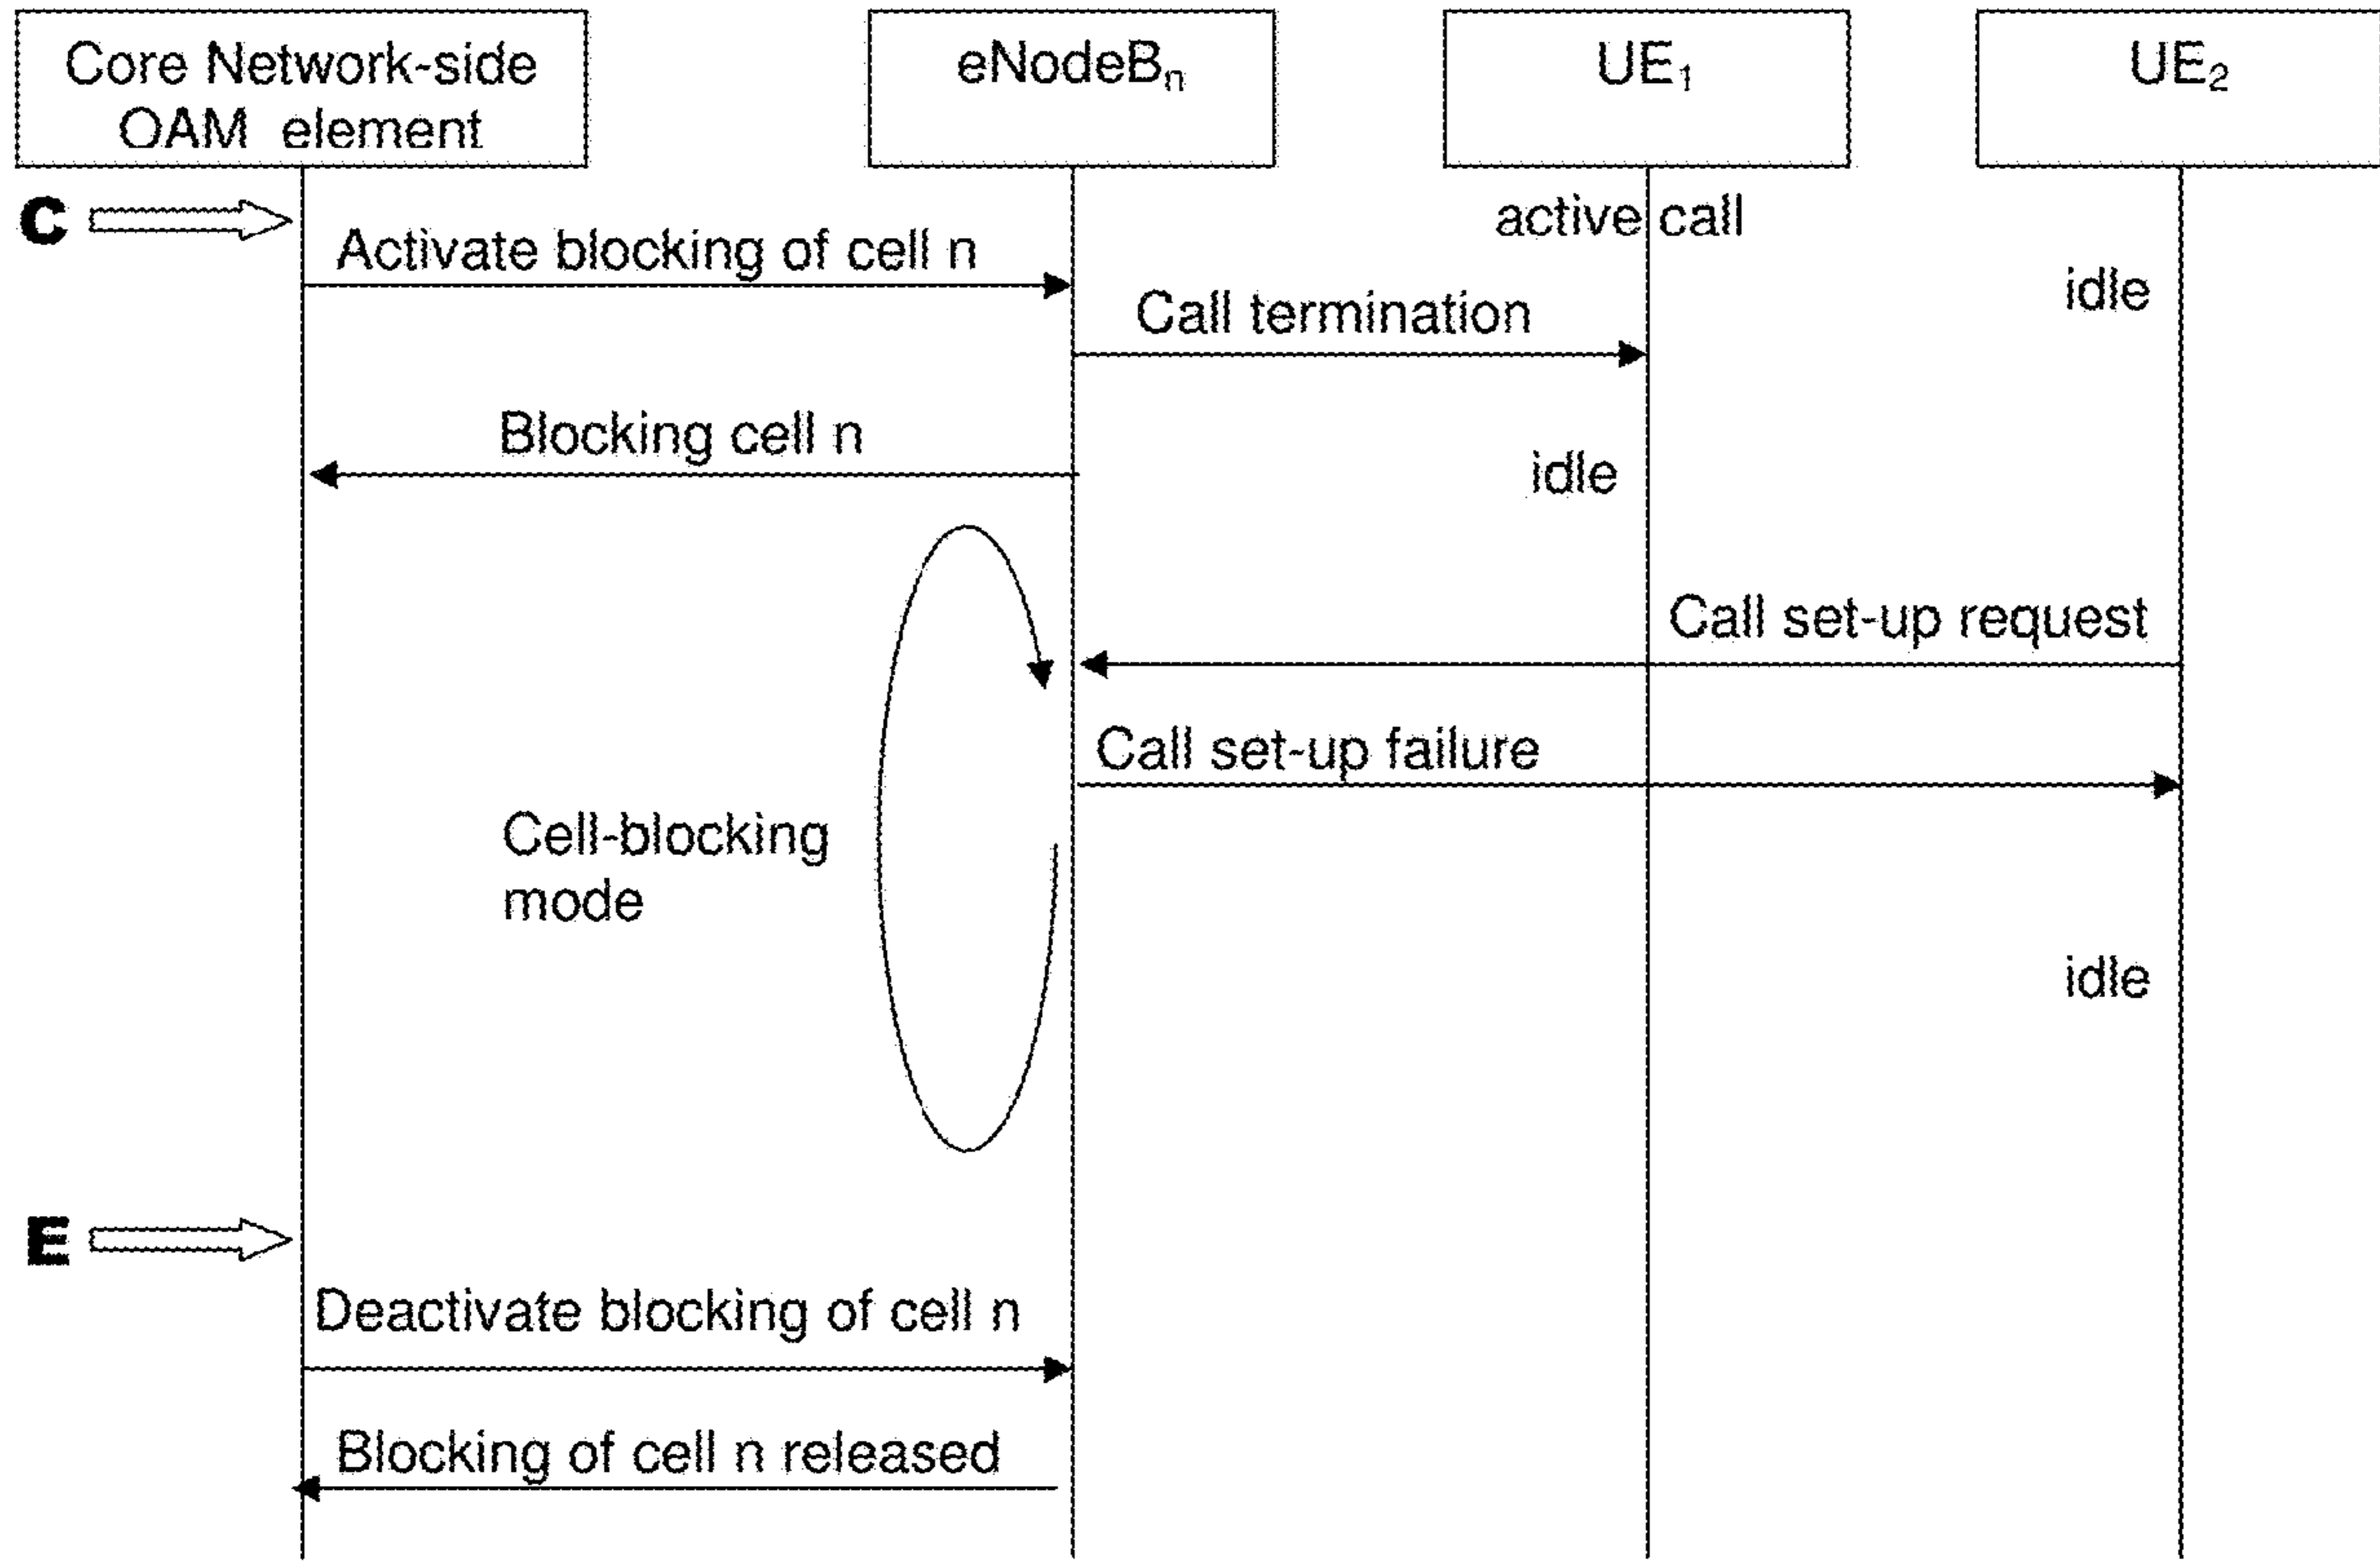 Core Network-side
OAM element
eNodeBₙ
UE₁
UE₂
C
active call
Activate blocking of cell n
idle
Call termination
Blocking cell n
idle
Call set-up request
Call set-up failure
Cell-blocking
mode
idle
E
Deactivate blocking of cell n
Blocking of cell n released